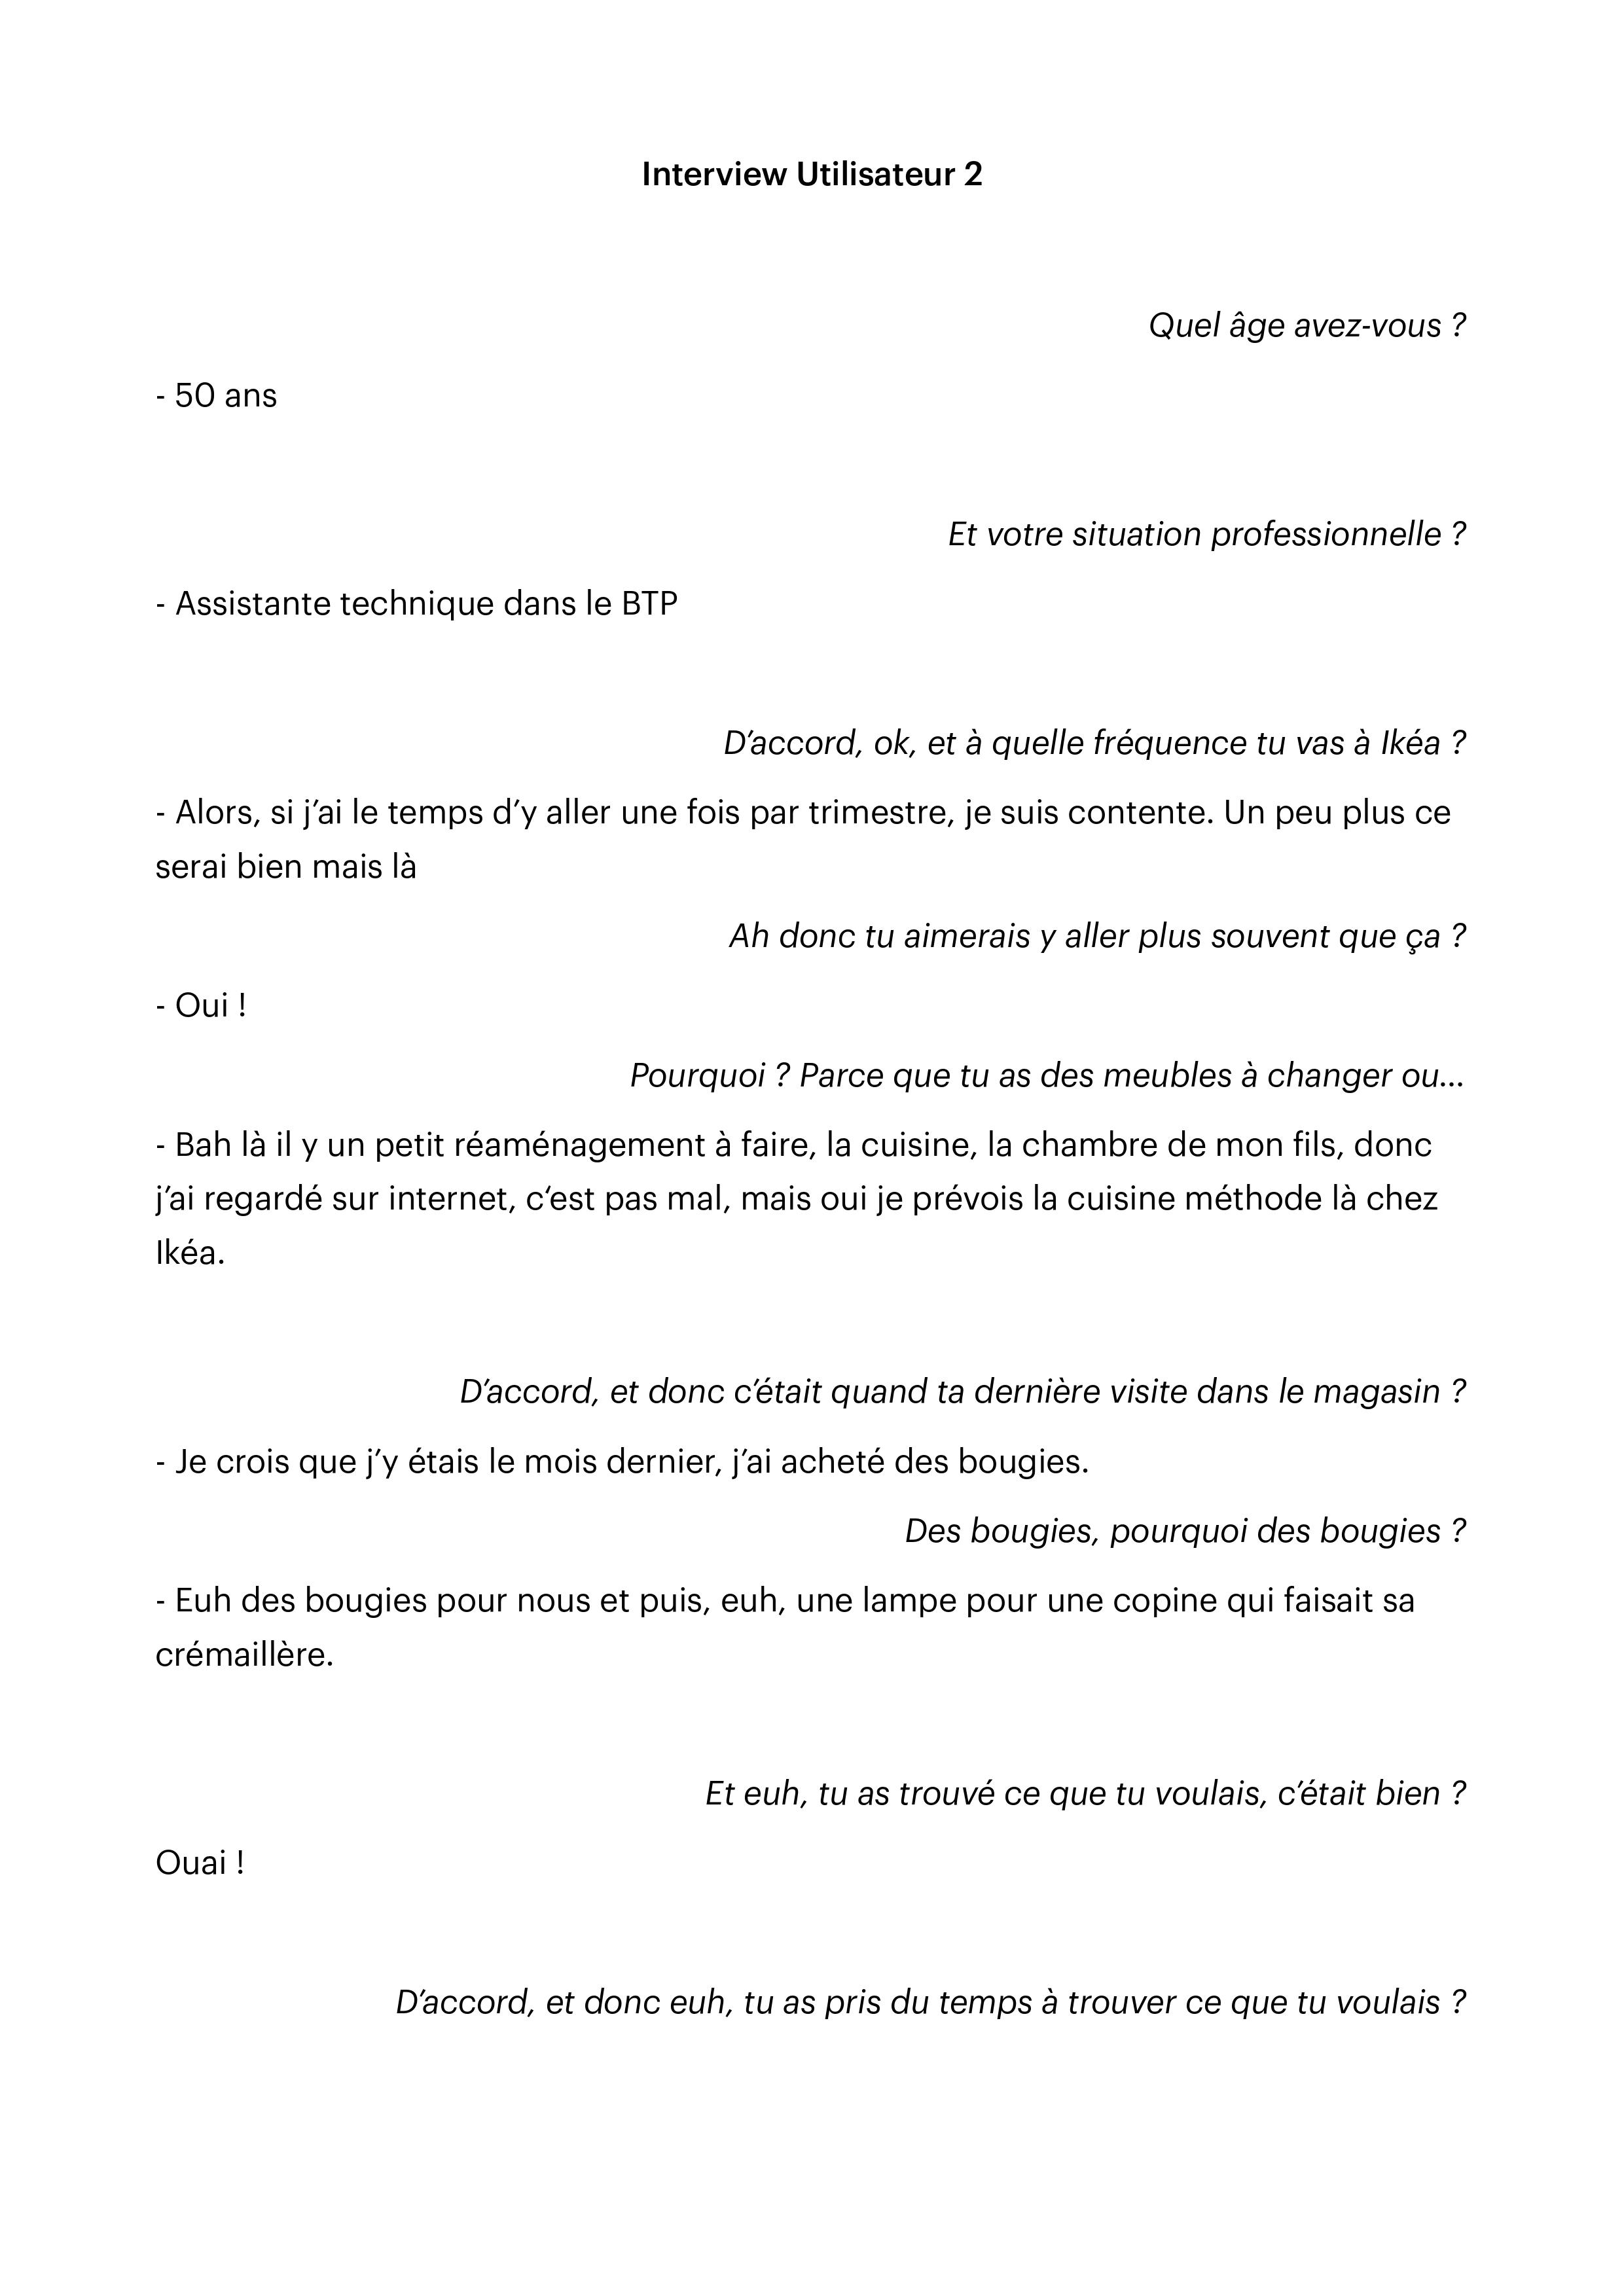 Interview Utilisateur 2
Quel âge avez-vous ?
- 50 ans
Et votre situation professionnelle ?
- Assistante technique dans le BTP
D’accord, ok, et à quelle fréquence tu vas à Ikéa ?
- Alors, si j’ai le temps d’y aller une fois par trimestre, je suis contente. Un peu plus ce
serai bien mais là
Ah donc tu aimerais y aller plus souvent que ça ?
- Oui !
Pourquoi ? Parce que tu as des meubles à changer ou…
- Bah là il y un petit réaménagement à faire, la cuisine, la chambre de mon fils, donc
j’ai regardé sur internet, c‘est pas mal, mais oui je prévois la cuisine méthode là chez
Ikéa.
D’accord, et donc c’était quand ta dernière visite dans le magasin ?
- Je crois que j’y étais le mois dernier, j’ai acheté des bougies.
Des bougies, pourquoi des bougies ?
- Euh des bougies pour nous et puis, euh, une lampe pour une copine qui faisait sa
crémaillère.
Et euh, tu as trouvé ce que tu voulais, c’était bien ?
Ouai !
D’accord, et donc euh, tu as pris du temps à trouver ce que tu voulais ?